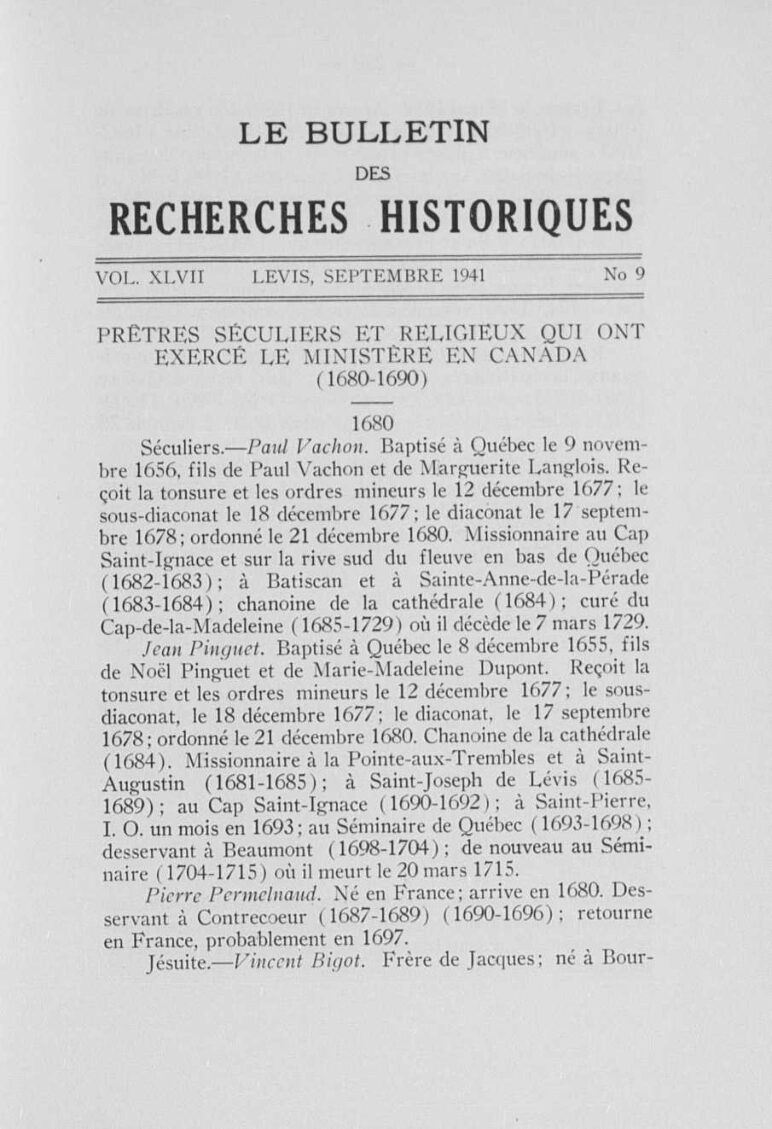 LE BULLETIN
DES
RECHERCHES HISTORIQUES
VOL. XLVII LEVIS, SEPTEMBRE 1941 No 9
PRÊTRES SÉCULIERS ET RELIGIEUX QUI ONT
EXERCÉ LE MINISTÈRE EN CANADA
(1680-1690)
1680
Séculiers.—Paul Vachon. Baptisé à Québec le 9 novem-
bre 1656, fils de Paul Vachon et de Marguerite Langlois. Re-
çoit la tonsure et les ordres mineurs le 12 décembre 1677; le
sous-diaconat le 18 décembre 1677; le diaconat le 17 septem-
bre 1678; ordonné le 21 décembre 1680. Missionnaire au Cap
Saint-Ignace et sur la rive sud du fleuve en bas de Québec
(1682-1683); à Batiscan et à Sainte-Anne-de-la-Pérade
(1683-1684); chanoine de la cathédrale (1684); curé du
Cap-de-la-Madeleine (1685-1729) où il décède le 7 mars 1729.
Jean Pinguet. Baptisé à Québec le 8 décembre 1655, fils
de Noël Pinguet et de Marie-Madeleine Dupont. Reçoit la
tonsure et les ordres mineurs le 12 décembre 1677; le sous-
diaconat, le 18 décembre 1677; le diaconat, le 17 septembre
1678; ordonné le 21 décembre 1680. Chanoine de la cathédrale
(1684). Missionnaire à la Pointe-aux-Trembles et à Saint-
Augustin (1681-1685); à Saint-Joseph de Lévis (1685-
1689); au Cap Saint-Ignace (1690-1692); à Saint-Pierre,
I. O. un mois en 1693; au Séminaire de Québec (1693-1698);
desservant à Beaumont (1698-1704); de nouveau au Sémi-
naire (1704-1715) où il meurt le 20 mars 1715.
Pierre Permelnaud. Né en France; arrive en 1680. Des-
servant à Contrecoeur (1687-1689) (1690-1696); retourne
en France, probablement en 1697.
Jésuite.—Vincent Bigot. Frère de Jacques; né à Bour-